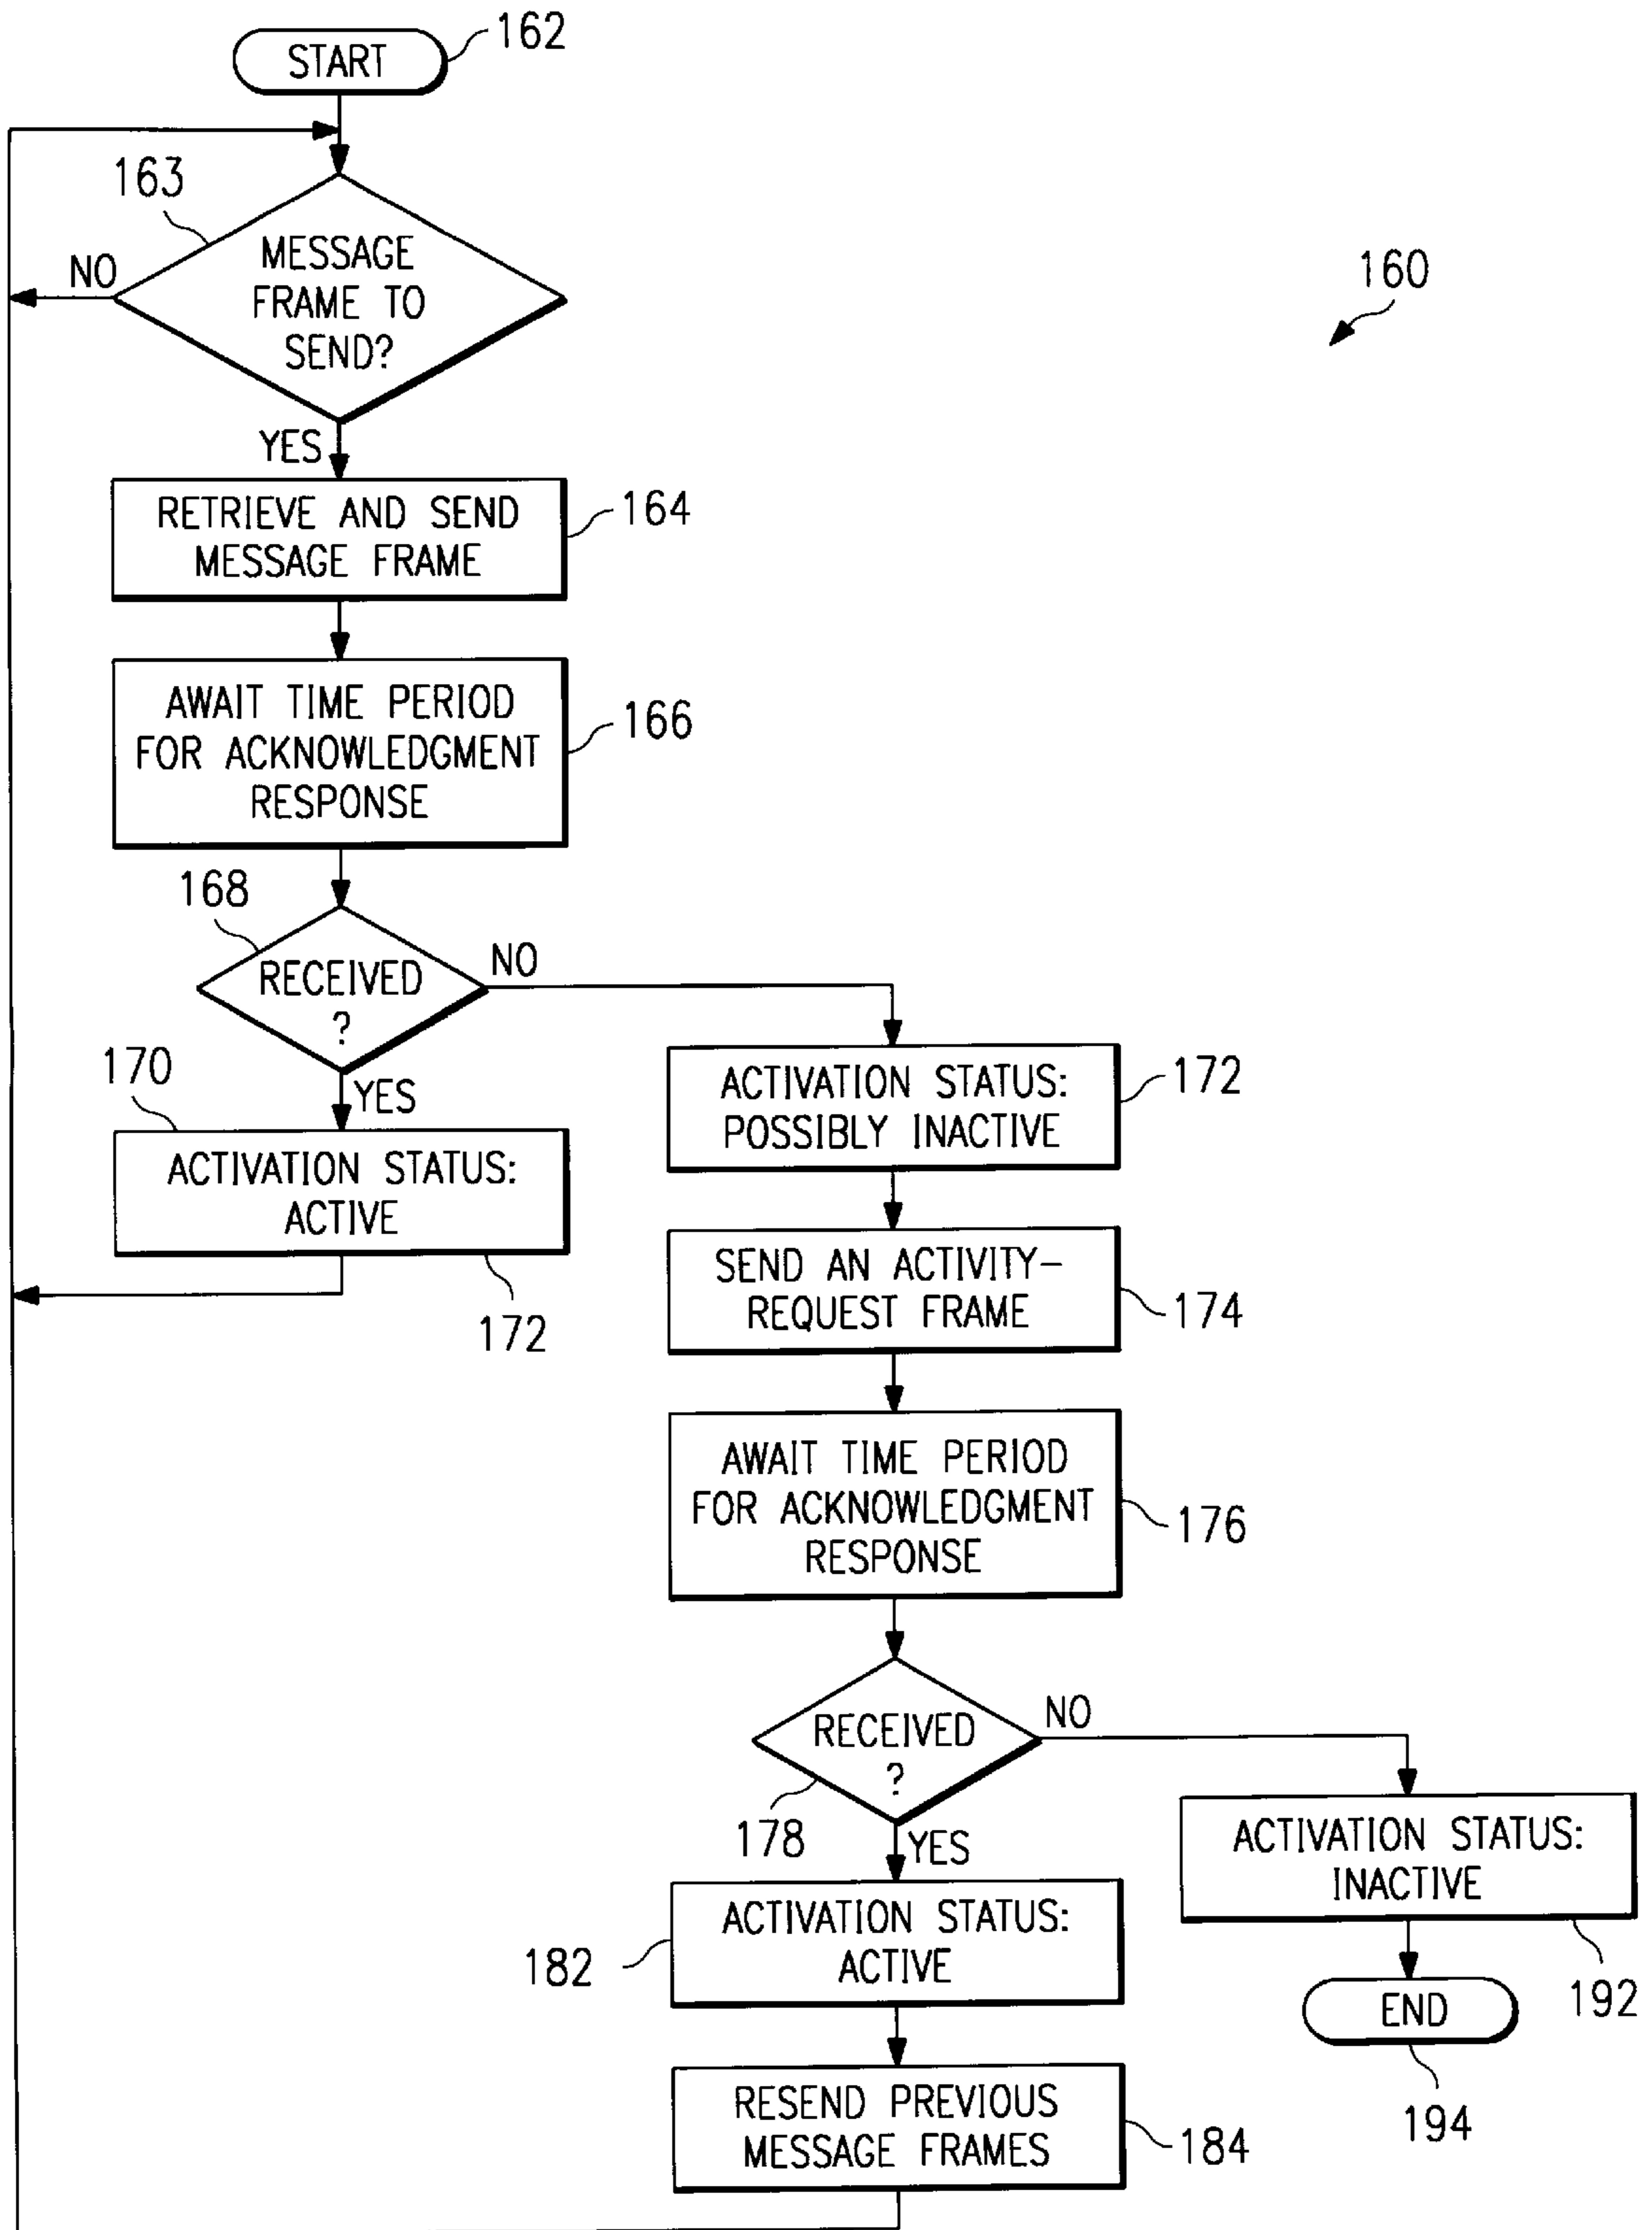 START
162
163
MESSAGE
FRAME TO
SEND?
NO
160
YES
RETRIEVE AND SEND
MESSAGE FRAME
164
AWAIT TIME PERIOD
FOR ACKNOWLEDGMENT
RESPONSE
166
168
RECEIVED
?
NO
YES
170
ACTIVATION STATUS:
ACTIVE
172
ACTIVATION STATUS:
POSSIBLY INACTIVE
172
SEND AN ACTIVITY–
REQUEST FRAME
174
AWAIT TIME PERIOD
FOR ACKNOWLEDGMENT
RESPONSE
176
RECEIVED
?
NO
178
YES
ACTIVATION STATUS:
INACTIVE
192
ACTIVATION STATUS:
ACTIVE
182
END
194
RESEND PREVIOUS
MESSAGE FRAMES
184